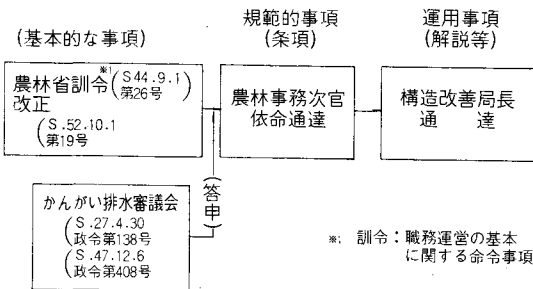 (基本的な事項)
規範的事項
(条項)
運用事項
(解説等)
農林省訓令※(S44.9.1
第26号)
改正
(S.52.10.1
第19号
農林事務次官
依命通達
構造改善局長
通達
かんがい排水審議会
(S.27.4.30
政令第138号
(S.47.12.6
政令第408号
(答申)
※: 訓令:職務運営の基本
に関する命令事項